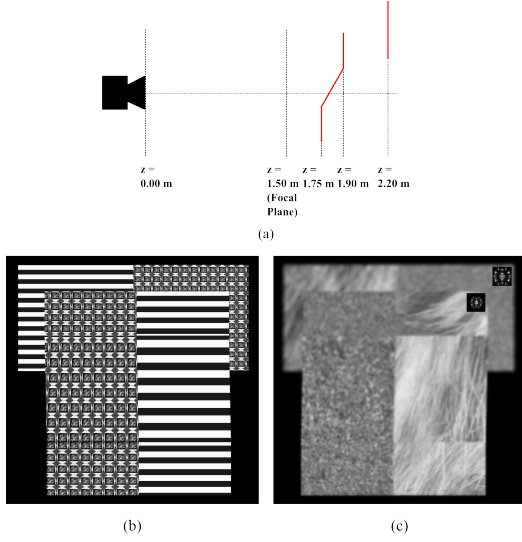 z =
0.00 m
z =
1.50 m
(Focal
Plane)
z =
1.75 m
z =
1.90 m
z =
2.20 m
(a)
(b)
(c)